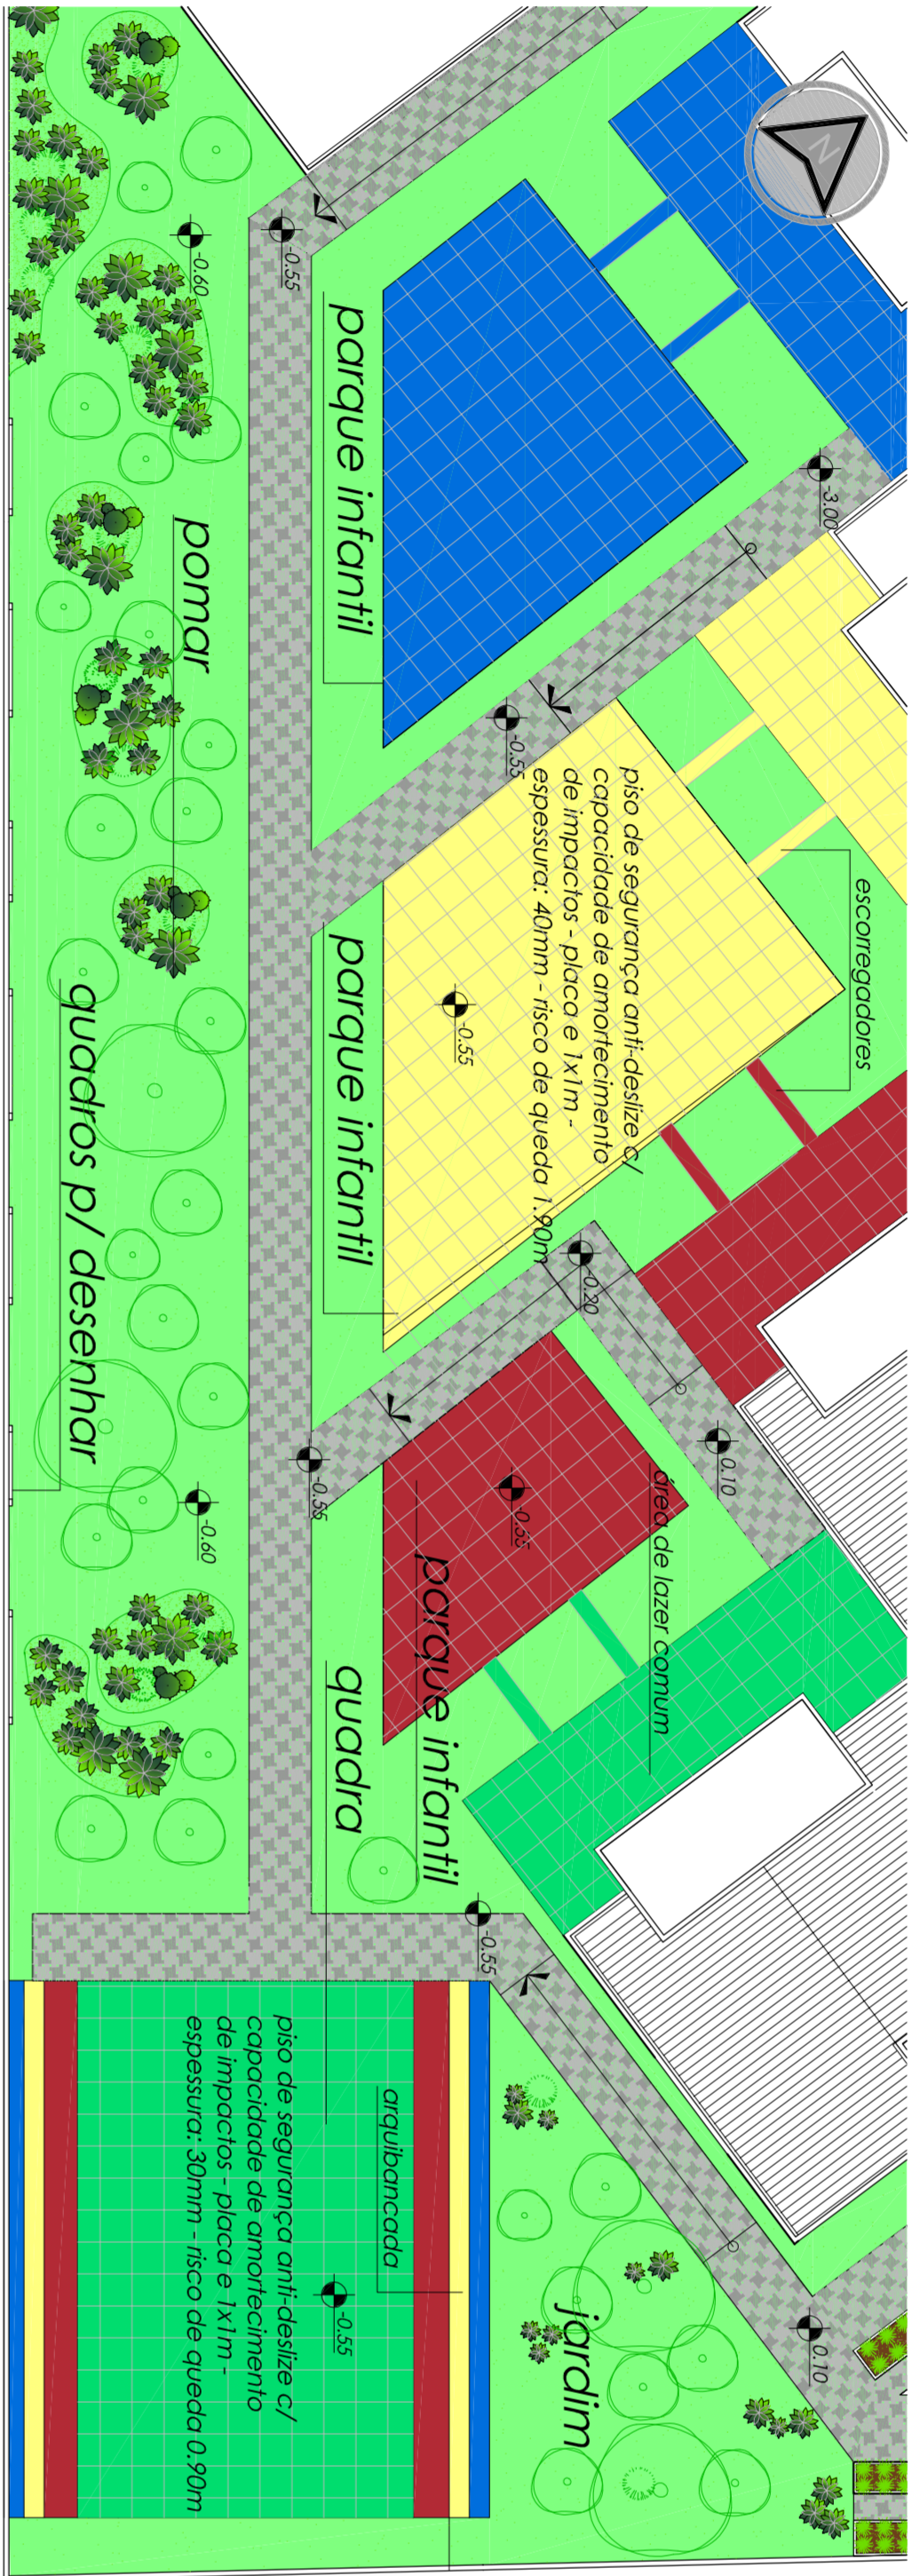 N
-0.60
-0.55
parque infantil
pomar
-3.00
-0.55
piso de segurança anti-deslize c/
capacidade de amortecimento
de impactos - placa e 1x1m -
espessura: 40mm - risco de queda 1.90m
escorregadores
-0.55
parque infantil
quadros p/ desenhar
-0.20
0.10
-0.55
-0.55
-0.60
área de lazer comum
parque infantil
quadra
-0.55
piso de segurança anti-deslize c/
capacidade de amortecimento
de impactos - placa e 1x1m -
espessura: 30mm - risco de queda 0.90m
arquibancada
-0.55
jardim
0.10